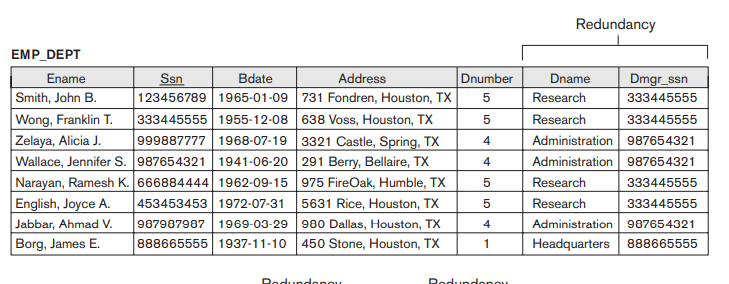 Redundancy
EMP_DEPT
Ename Ssn Bdate Address Dnumber Dname Dmgr_ssn
Smith, John B. 123456789 1965-01-09 731 Fondren, Houston, TX 5 Research 333445555
Wong, Franklin T. 333445555 1955-12-08 638 Voss, Houston, TX 5 Research 333445555
Zelaya, Alicia J. 999887777 1968-07-19 3321 Castle, Spring, TX 4 Administration 987654321
Wallace, Jennifer S. 987654321 1941-06-20 291 Berry, Bellaire, TX 4 Administration 987654321
Narayan, Ramesh K. 666884444 1962-09-15 975 FireOak, Humble, TX 5 Research 333445555
English, Joyce A. 453453453 1972-07-31 5631 Rice, Houston, TX 5 Research 333445555
Jabbar, Ahmad V. 987987987 1969-03-29 980 Dallas, Houston, TX 4 Administration 987654321
Borg, James E. 888665555 1937-11-10 450 Stone, Houston, TX 1 Headquarters 888665555
Redundancy Redundancy